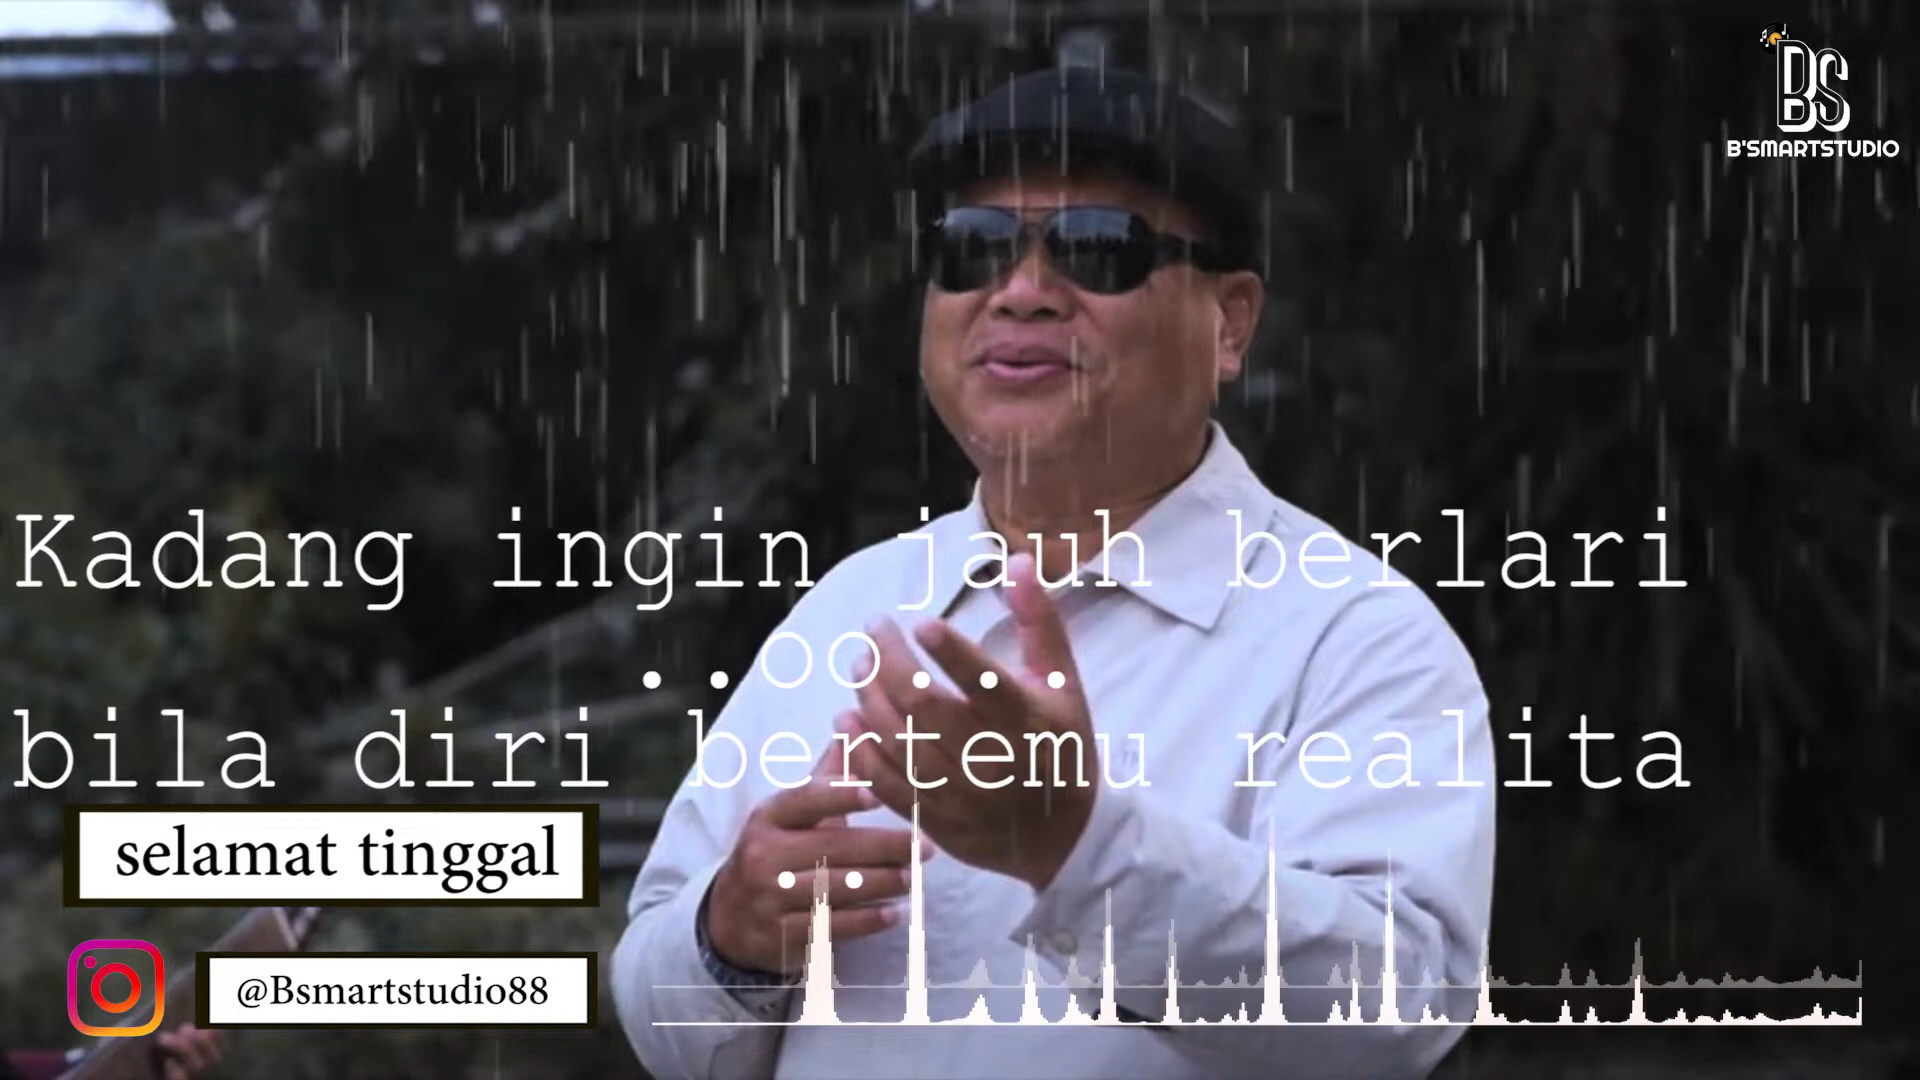 BS
B'SMARTSTUDIO
Kadang ingin jauh berlari
..oo...
bila diri bertemu realita
..
selamat tinggal
@Bsmartstudio88